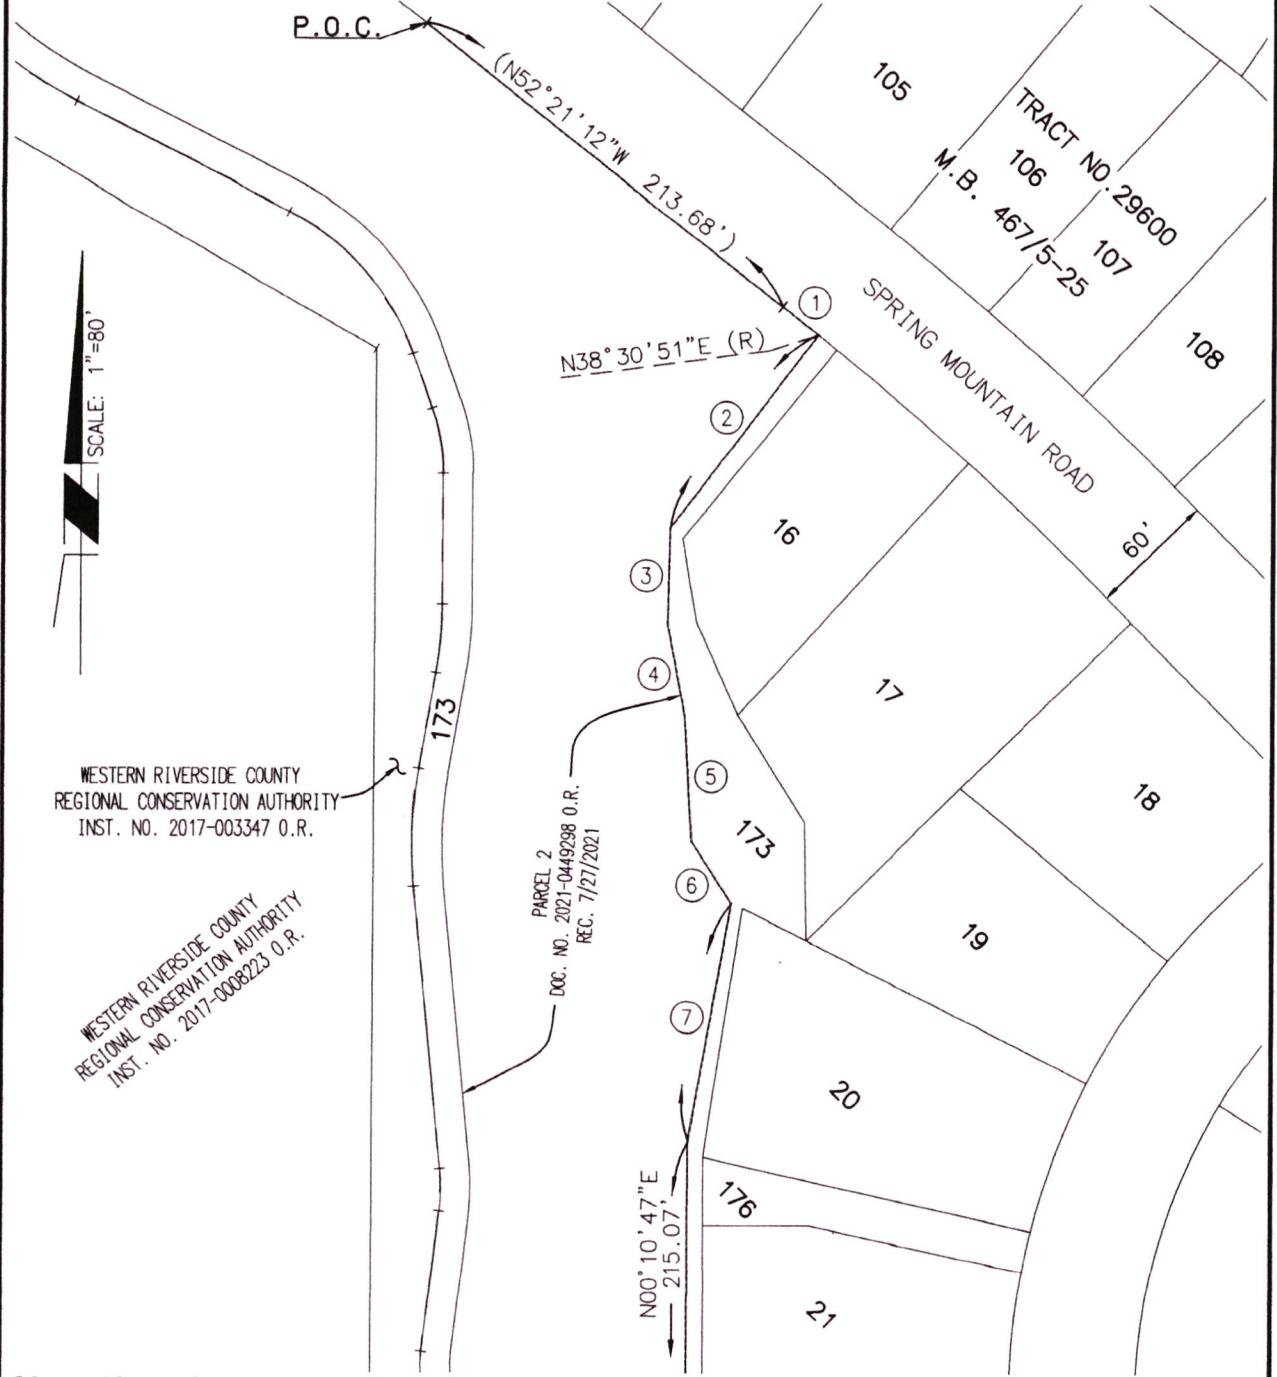 P.O.C.
(N52°21'12"W 213.68')
105
TRACT NO. 29600
106
M.B. 467/5-25
107
108
SPRING MOUNTAIN ROAD
60'
SCALE: 1"=80'
1
N38°30'51"E (R)
2
16
3
4
17
173
WESTERN RIVERSIDE COUNTY
REGIONAL CONSERVATION AUTHORITY
INST. NO. 2017-003347 O.R.
5
18
173
PARCEL 2
DOC. NO. 2021-0449298 O.R.
REC. 7/27/2021
6
19
WESTERN RIVERSIDE COUNTY
REGIONAL CONSERVATION AUTHORITY
INST. NO. 2017-0008223 O.R.
7
20
N00°10'47"E
215.07'
176
21